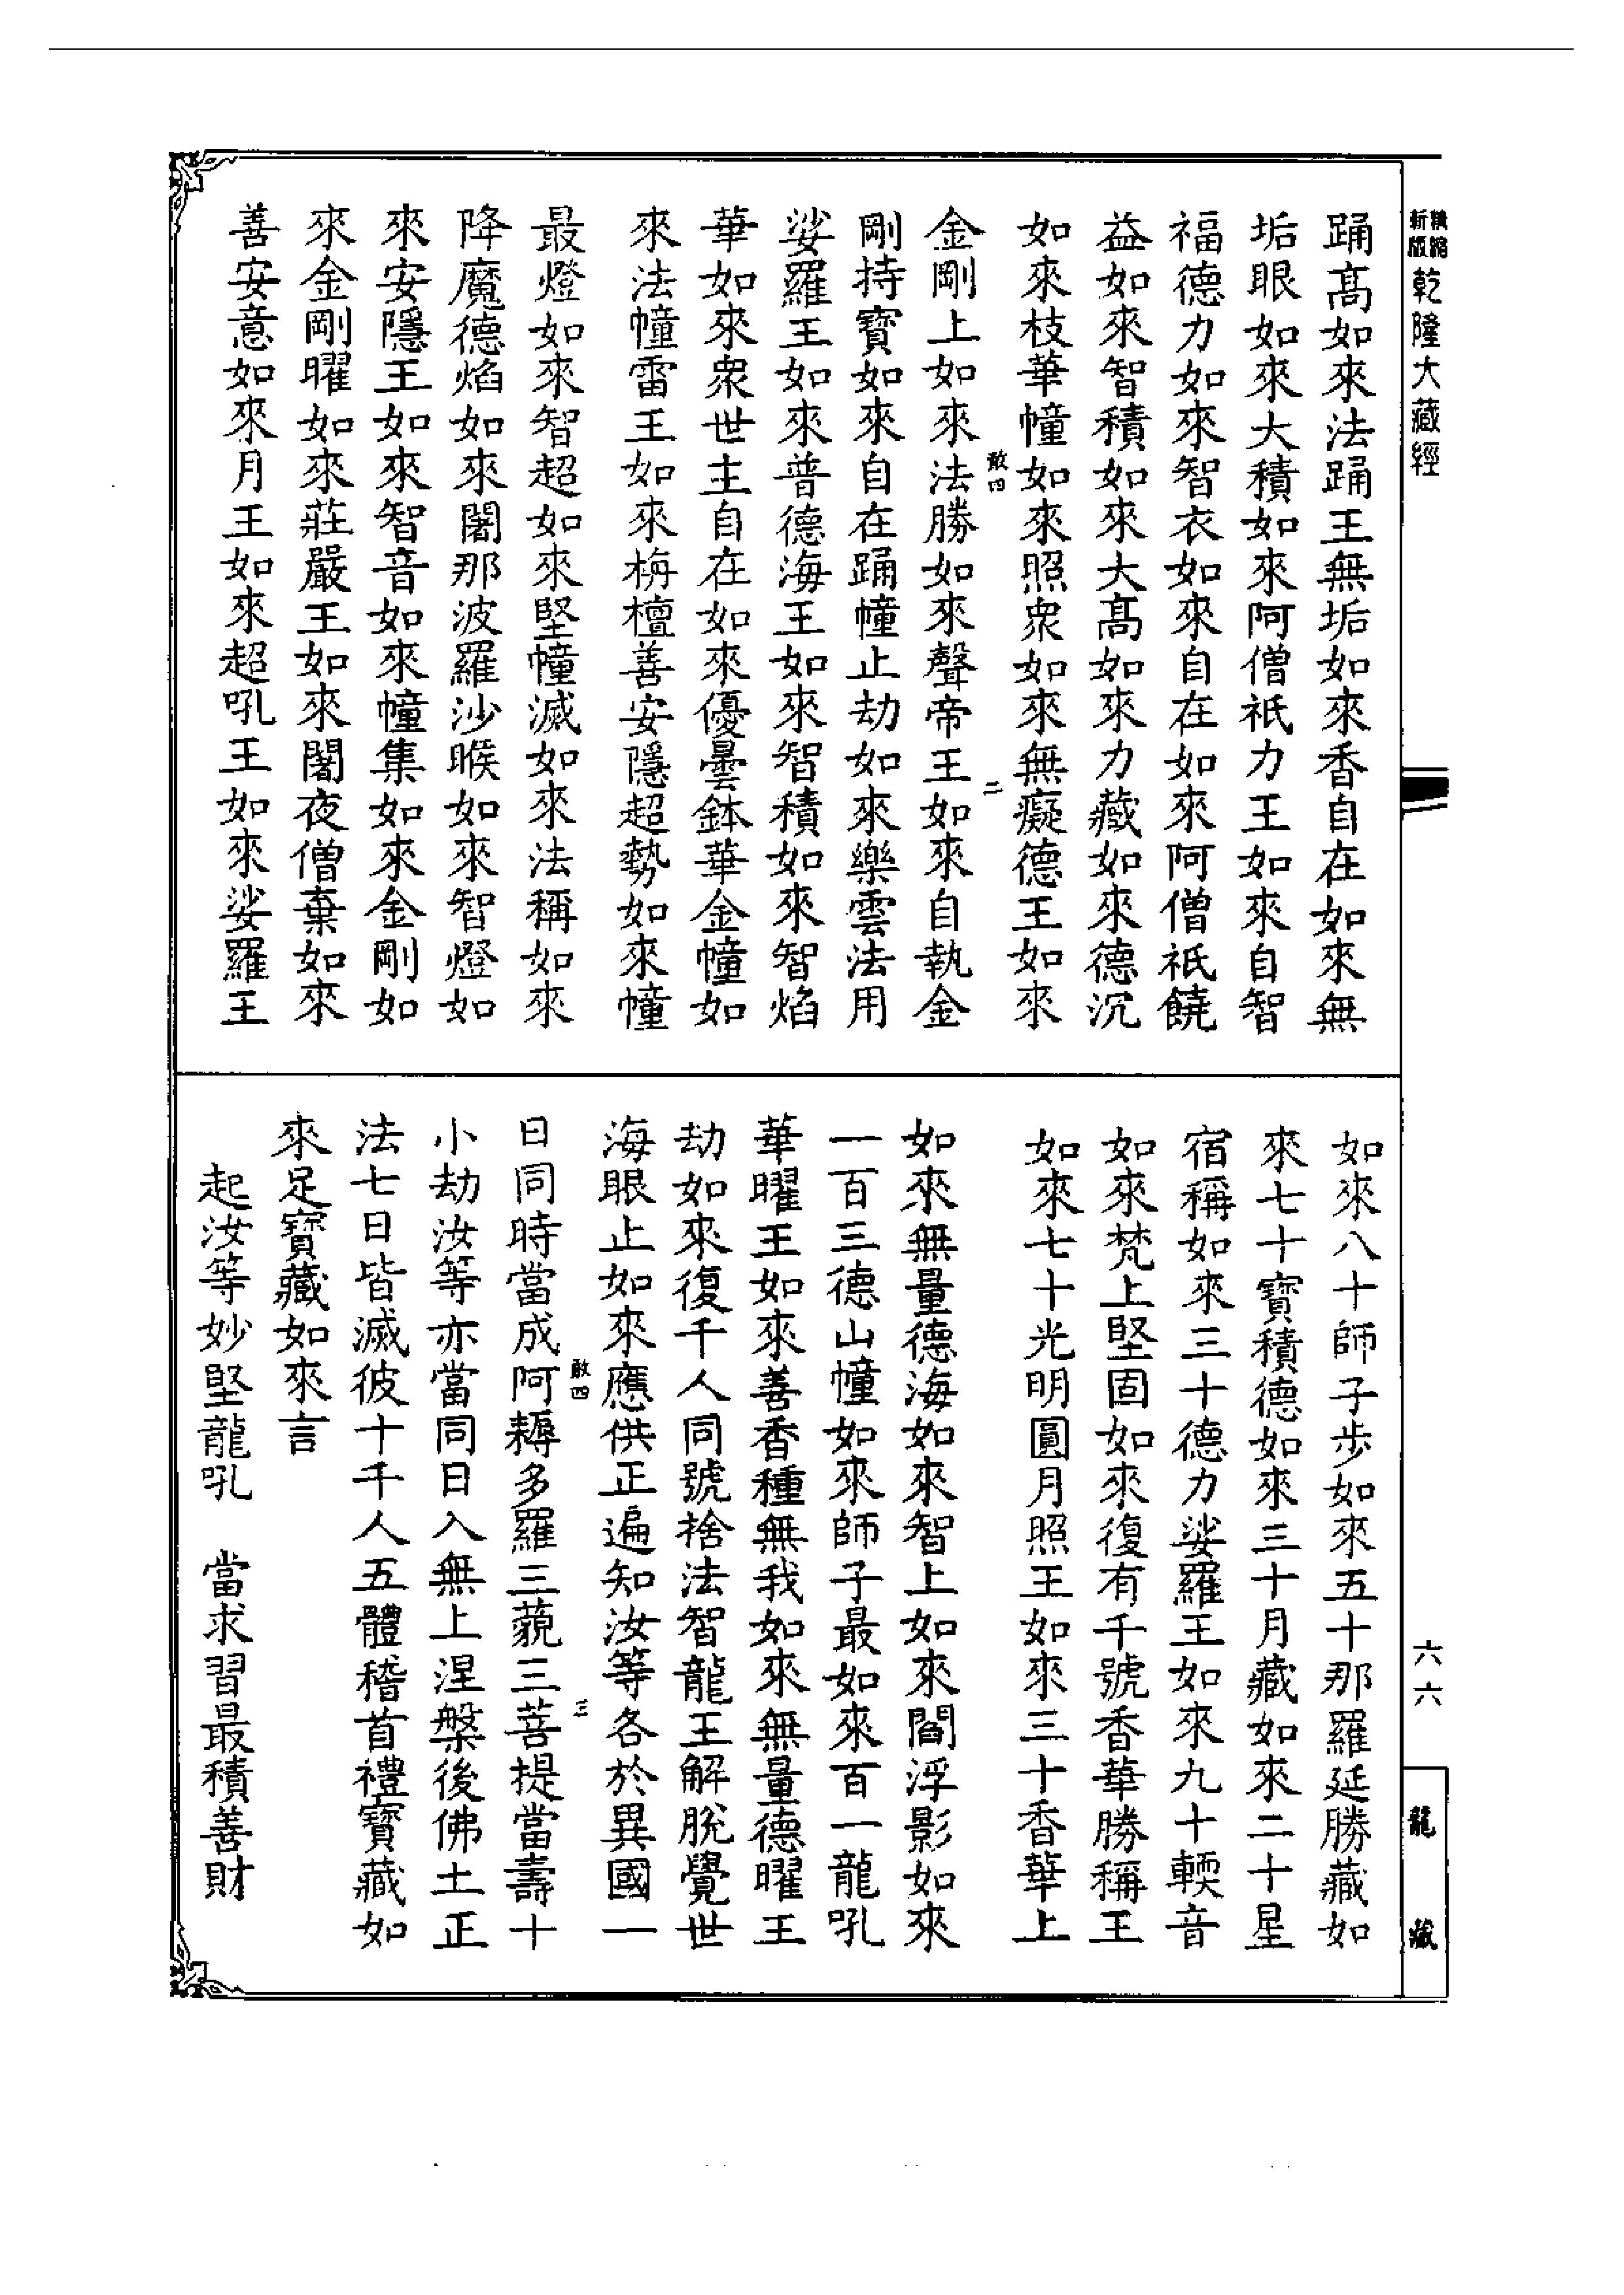 精縮新版乾隆大藏經
踊高如來法踊王無垢如來香自在如來無
垢眼如來大積如來阿僧祇力王如來自智
福德力如來智衣如來自在如來阿僧祇饒
益如來智積如來大高如來力藏如來德沉
如來枝華幢如來照衆如來無癡德王如來
敢四 二
金剛上如來法勝如來聲帝王如來自執金
剛持寶如來自在踊幢止劫如來樂雲法用
娑羅王如來普德海王如來智積如來智焰
華如來衆世主自在如來優曇鉢華金幢如
來法幢雷王如來栴檀善安隱超勢如來幢
最燈如來智超如來堅幢滅如來法稱如來
降魔德焰如來闍那波羅沙睺如來智燈如
來安隱王如來智音如來幢集如來金剛如
來金剛曜如來莊嚴王如來闍夜僧棄如來
善安意如來月王如來超吼王如來娑羅王
如來八十師子步如來五十那羅延勝藏如
來七十寶積德如來三十月藏如來二十星
宿稱如來三十德力娑羅王如來九十輭音
如來梵上堅固如來復有千號香華勝稱王
如來七十光明圓月照王如來三十香華上
如來無量德海如來智上如來閻浮影如來
一百三德山幢如來師子最如來百一龍吼
華曜王如來善香種無我如來無量德曜王
劫如來復千人同號捨法智龍王解脫覺世
海眼止如來應供正遍知汝等各於異國一
敢四 三
日同時當成阿耨多羅三藐三菩提當壽十
小劫汝等亦當同日入無上涅槃後佛土正
法七日皆滅彼十千人五體稽首禮寶藏如
來足寶藏如來言
起汝等妙堅龍吼 當求習最積善財
六六
龍藏